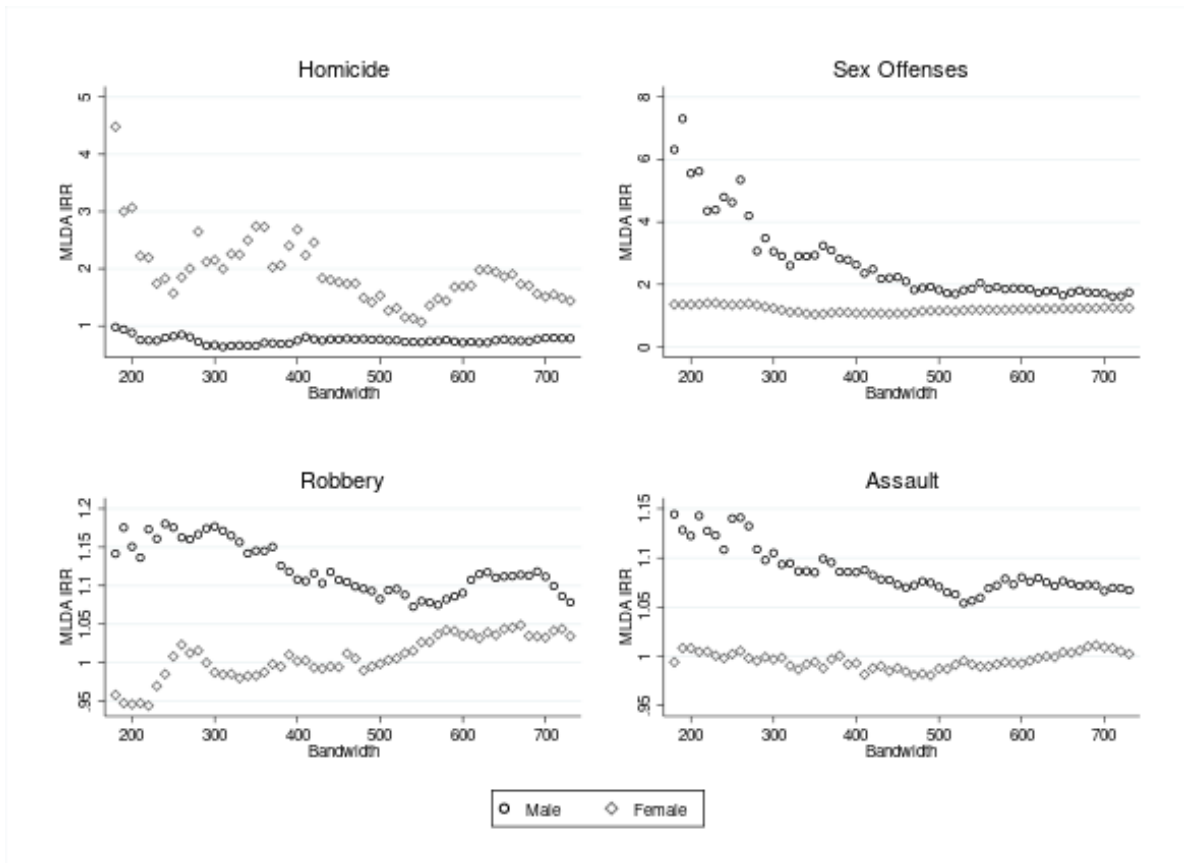 Homicide
MLDA IRR
5
4
3
2
1
200 300 400 500 600 700
Bandwidth
Sex Offenses
MLDA IRR
8
6
4
2
0
200 300 400 500 600 700
Bandwidth
Robbery
MLDA IRR
1.2
1.15
1.1
1.05
1
.95
200 300 400 500 600 700
Bandwidth
Assault
MLDA IRR
1.15
1.1
1.05
1
.95
200 300 400 500 600 700
Bandwidth
Male Female